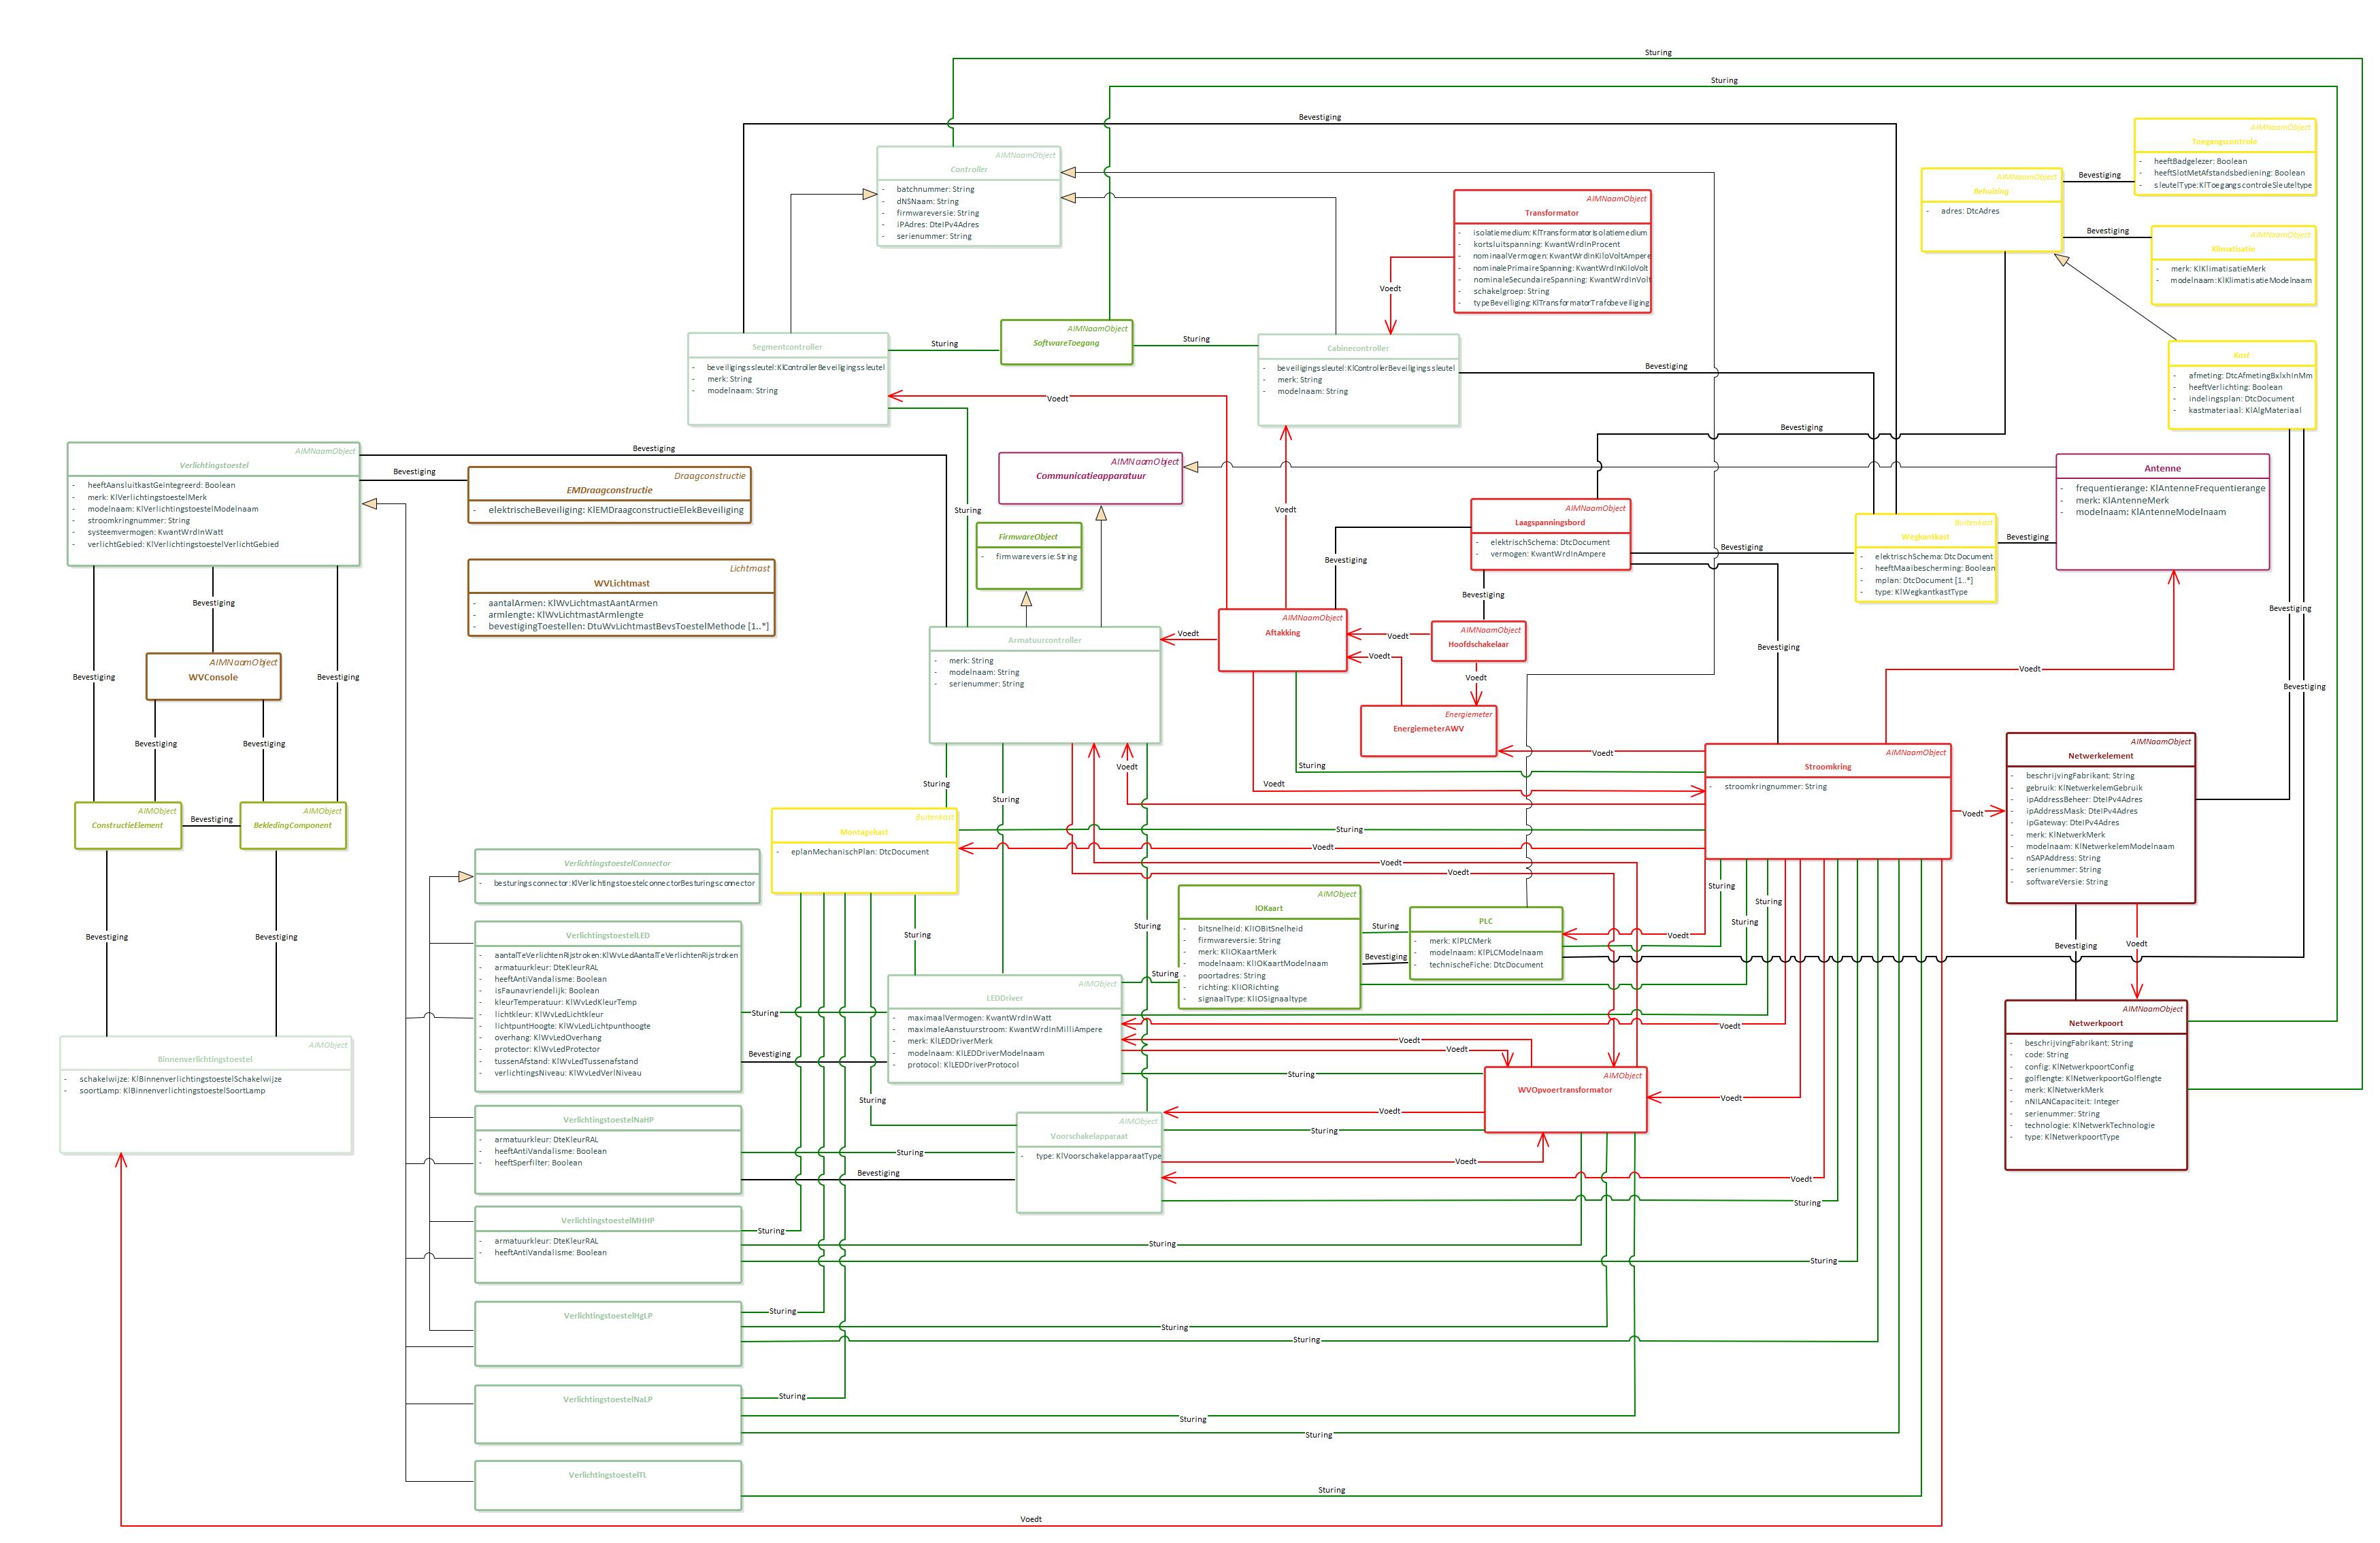 Sturing
Sturing
Bevestiging
AIMNaamObject
Controller
- batchnummer: String
- dNSNaam: String
- firmwareversie: String
- iPAdres: DteIPv4Adres
- serienummer: String
AIMNaamObject
Toegangscontrole
- heeftBadgelezer: Boolean
- heeftSlotMetAfstandsbediening: Boolean
- sleutelType: KlToegangscontroleSleuteltype
AIMNaamObject
Behuizing
- adres: DtcAdres
Bevestiging
Bevestiging
AIMNaamObject
Klimatisatie
- merk: KlKlimatisatieMerk
- modelnaam: KlKlimatisatieModelnaam
AIMNaamObject
Transformator
- isolatiemedium: KlTransformatorIsolatiemedium
- kortsluitspanning: KwantWrdInProcent
- nominaalVermogen: KwantWrdInKiloVoltAmpere
- nominalePrimaireSpanning: KwantWrdInKiloVolt
- nominaleSecundaireSpanning: KwantWrdInVolt
- schakelgroep: String
- typeBeveiliging: KlTransformatorTrafobeveiliging
Voedt
Segmentcontroller
- beveiligingssleutel: KlControllerBeveiligingssleutel
- merk: String
- modelnaam: String
Sturing
AIMNaamObject
SoftwareToegang
Sturing
Cabinecontroller
- beveiligingssleutel: KlControllerBeveiligingssleutel
- merk: String
- modelnaam: String
Bevestiging
Kast
- afmeting: DtcAfmetingBxlxhInMm
- heeftVerlichting: Boolean
- indelingsplan: DtcDocument
- kastmateriaal: KlAlgMateriaal
Voedt
Bevestiging
AIMNaamObject
Verlichtingstoestel
- heeftAansluitkastGeintegreerd: Boolean
- merk: KlVerlichtingstoestelMerk
- modelnaam: KlVerlichtingstoestelModelnaam
- stroomkringnummer: String
- systeemvermogen: KwantWrdInWatt
- verlichtGebied: KlVerlichtingstoestelVerlichtGebied
Bevestiging
Bevestiging
Draagconstructie
EMDraagconstructie
- elektrischeBeveiliging: KlEMDraagconstructieElekBeveiliging
AIMNaamObject
Communicatieapparatuur
Antenne
- frequentierange: KlAntenneFrequentierange
- merk: KlAntenneMerk
- modelnaam: KlAntenneModelnaam
Sturing
Voedt
FirmwareObject
- firmwareversie: String
AIMNaamObject
Laagspanningsbord
- elektrischSchema: DtcDocument
- vermogen: KwantWrdInAmpere
Bevestiging
Bevestiging
Bevestiging
Buitenkast
Wegkantkast
- elektrischSchema: DtcDocument
- heeftMaaibescherming: Boolean
- mplan: DtcDocument [1..*]
- type: KlWegkantkastType
Bevestiging
Lichtmast
WVLichtmast
- aantalArmen: KlWvLichtmastAantArmen
- armlengte: KlWvLichtmastArmlengte
- bevestigingToestellen: DtuWvLichtmastBevsToestelMethode [1..*]
Bevestiging
Bevestiging
Bevestiging
AIMNaamObject
WVConsole
Armatuurcontroller
- merk: String
- modelnaam: String
- serienummer: String
Voedt
AIMNaamObject
Aftakking
Voedt
AIMNaamObject
Hoofdschakelaar
Voedt
Voedt
Bevestiging
Bevestiging
Bevestiging
Voedt
Energiemeter
EnergiemeterAWV
Bevestiging
Bevestiging
Voedt
Sturing
Voedt
Voedt
AIMNaamObject
Stroomkring
- stroomkringnummer: String
Voedt
AIMNaamObject
Netwerkelement
- beschrijvingFabrikant: String
- gebruik: KlNetwerkelemGebruik
- ipAddressBeheer: DteIPv4Adres
- ipAddressMask: DteIPv4Adres
- ipGateway: DteIPv4Adres
- merk: KlNetwerkMerk
- modelnaam: KlNetwerkelemModelnaam
- nSAPAddress: String
- serienummer: String
- softwareVersie: String
AIMObject
ConstructieElement
Bevestiging
AIMObject
BekledingComponent
Sturing
Sturing
Buitenkast
Montagekast
- eplanMechanischPlan: DtcDocument
Sturing
Voedt
Voedt
Voedt
VerlichtingstoestelConnector
- besturingsconnector: KlVerlichtingstoestelconnectorBesturingsconnector
Bevestiging
Bevestiging
VerlichtingstoestelLED
- aantalTeVerlichtenRijstroken: KlWvLedAantalTeVerlichtenRijstroken
- armatuurkleur: DteKleurRAL
- heeftAntiVandalisme: Boolean
- isFaunavriendelijk: Boolean
- kleurTemperatuur: KlWvLedKleurTemp
- lichtkleur: KlWvLedLichtkleur
- lichtpuntHoogte: KlWvLedLichtpunthoogte
- overhang: KlWvLedOverhang
- protector: KlWvLedProtector
- tussenAfstand: KlWvLedTussenafstand
- verlichtingsNiveau: KlWvLedVerlNiveau
Sturing
Sturing
AIMObject
IOKaart
- bitsnelheid: KlIOBitSnelheid
- firmwareversie: String
- merk: KlIOKaartMerk
- modelnaam: KlIOKaartModelnaam
- poortadres: String
- richting: KlIORichting
- signaalType: KlIOSignaaltype
Sturing
Bevestiging
PLC
- merk: KlPLCMerk
- modelnaam: KlPLCModelnaam
- technischeFiche: DtcDocument
Voedt
Sturing
Sturing
Sturing
Bevestiging
Voedt
Sturing
AIMObject
LEDDriver
- maximaalVermogen: KwantWrdInWatt
- maximaleAanstuurstroom: KwantWrdInMilliAmpere
- merk: KlLEDDriverMerk
- modelnaam: KlLEDDriverModelnaam
- protocol: KlLEDDriverProtocol
Sturing
Bevestiging
Voedt
Voedt
Voedt
Sturing
AIMObject
WVOpvoertransformator
Voedt
AIMNaamObject
Netwerkpoort
- beschrijvingFabrikant: String
- code: String
- config: KlNetwerkpoortConfig
- golflengte: KlNetwerkpoortGolflengte
- merk: KlNetwerkMerk
- nNILANCapaciteit: Integer
- serienummer: String
- technologie: KlNetwerkTechnologie
- type: KlNetwerkpoortType
AIMObject
Binnenverlichtingstoestel
- schakelwijze: KlBinnenverlichtingstoestelSchakelwijze
- soortLamp: KlBinnenverlichtingstoestelSoortLamp
Sturing
VerlichtingstoestelNaHP
- armatuurkleur: DteKleurRAL
- heeftAntiVandalisme: Boolean
- heeftSperfilter: Boolean
Sturing
Bevestiging
AIMObject
Voorschakelapparaat
- type: KlVoorschakelapparaatType
Voedt
Sturing
Voedt
Voedt
Sturing
VerlichtingstoestelMHHP
- armatuurkleur: DteKleurRAL
- heeftAntiVandalisme: Boolean
Sturing
Sturing
Sturing
VerlichtingstoestelHgLP
Sturing
Sturing
Sturing
VerlichtingstoestelNaLP
Sturing
Sturing
Sturing
VerlichtingstoestelTL
Sturing
Voedt